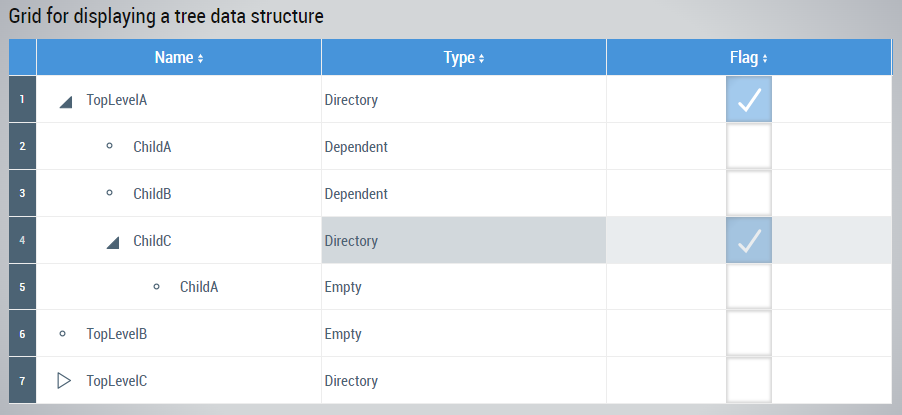 Grid for displaying a tree data structure
Name Type Flag
1 TopLevelA Directory
2 ChildA Dependent
3 ChildB Dependent
4 ChildC Directory
5 ChildA Empty
6 TopLevelB Empty
7 TopLevelC Directory